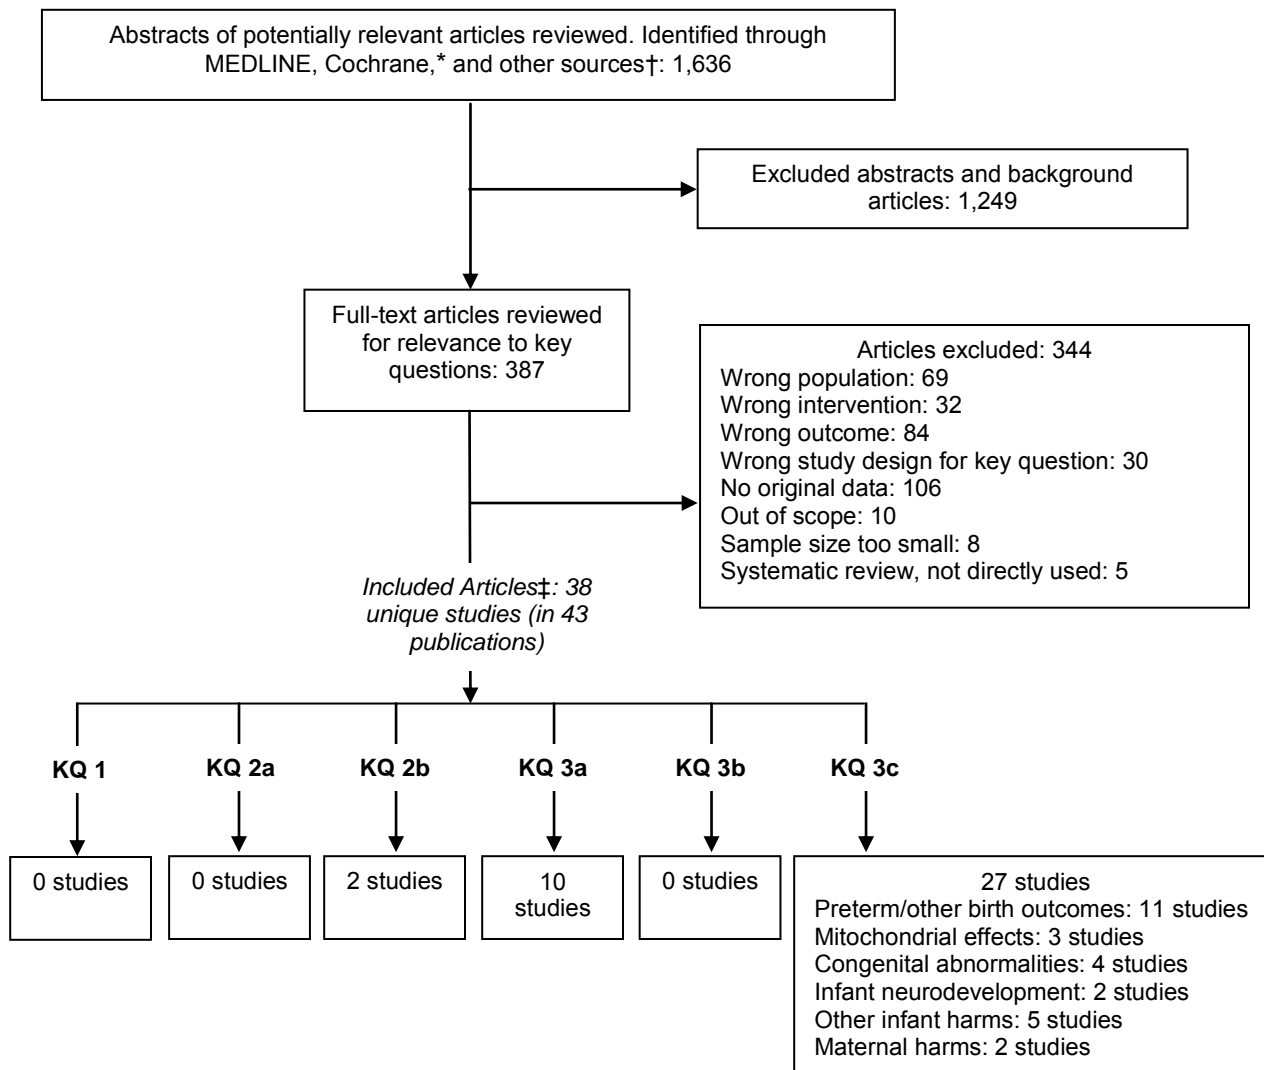 Abstracts of potentially relevant articles reviewed. Identified through
MEDLINE, Cochrane,* and other sources†: 1,636
Excluded abstracts and background
articles: 1,249
Full-text articles reviewed
for relevance to key
questions: 387
Articles excluded: 344
Wrong population: 69
Wrong intervention: 32
Wrong outcome: 84
Wrong study design for key question: 30
No original data: 106
Out of scope: 10
Sample size too small: 8
Systematic review, not directly used: 5
Included Articles‡: 38
unique studies (in 43
publications)
KQ 1
KQ 2a
KQ 2b
KQ 3a
KQ 3b
KQ 3c
0 studies
0 studies
2 studies
10
studies
0 studies
27 studies
Preterm/other birth outcomes: 11 studies
Mitochondrial effects: 3 studies
Congenital abnormalities: 4 studies
Infant neurodevelopment: 2 studies
Other infant harms: 5 studies
Maternal harms: 2 studies